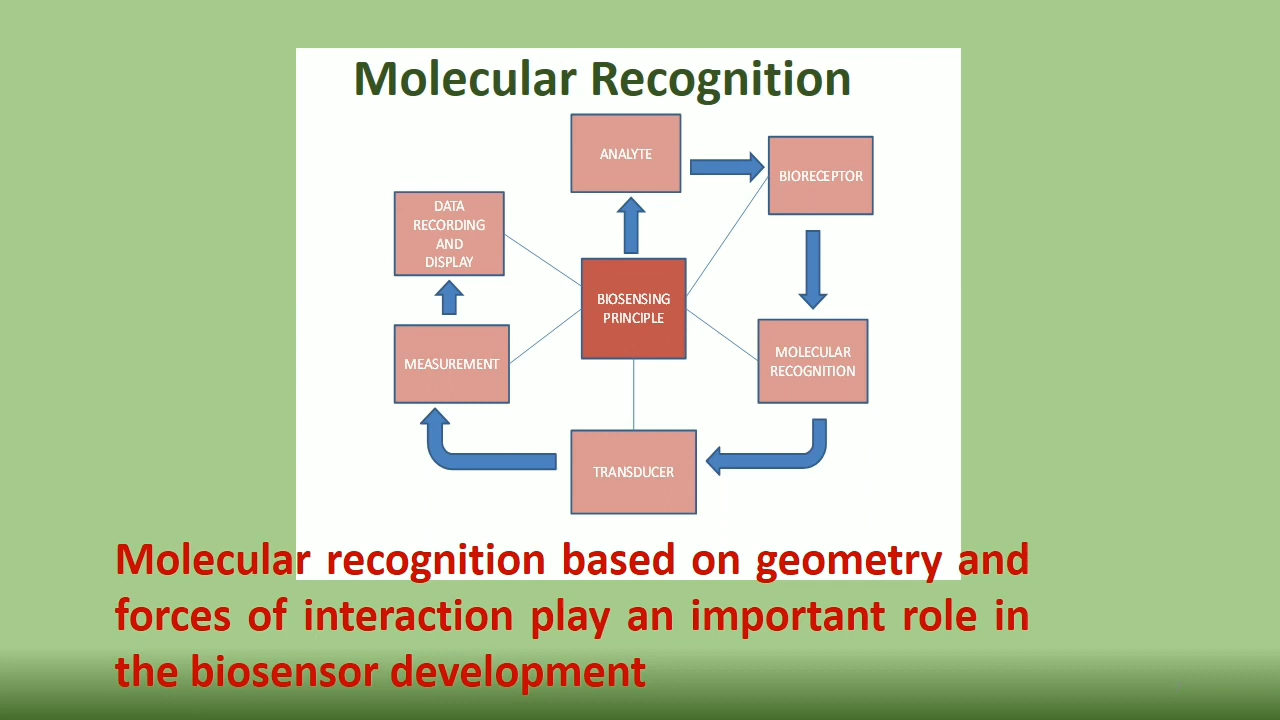 Molecular Recognition
ANALYTE
BIORECEPTOR
DATA
RECORDING
AND
DISPLAY
BIOSENSING
PRINCIPLE
MEASUREMENT
MOLECULAR
RECOGNITION
TRANSDUCER
Molecular recognition based on geometry and
forces of interaction play an important role in
the biosensor development